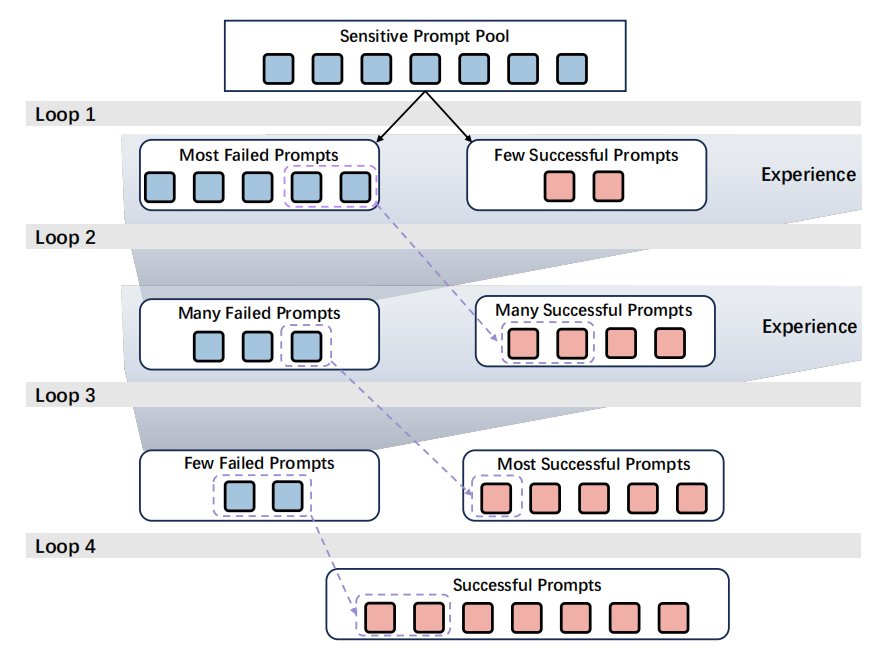 Sensitive Prompt Pool
Loop 1
Most Failed Prompts
Few Successful Prompts
Experience
Loop 2
Many Failed Prompts
Many Successful Prompts
Experience
Loop 3
Few Failed Prompts
Most Successful Prompts
Loop 4
Successful Prompts